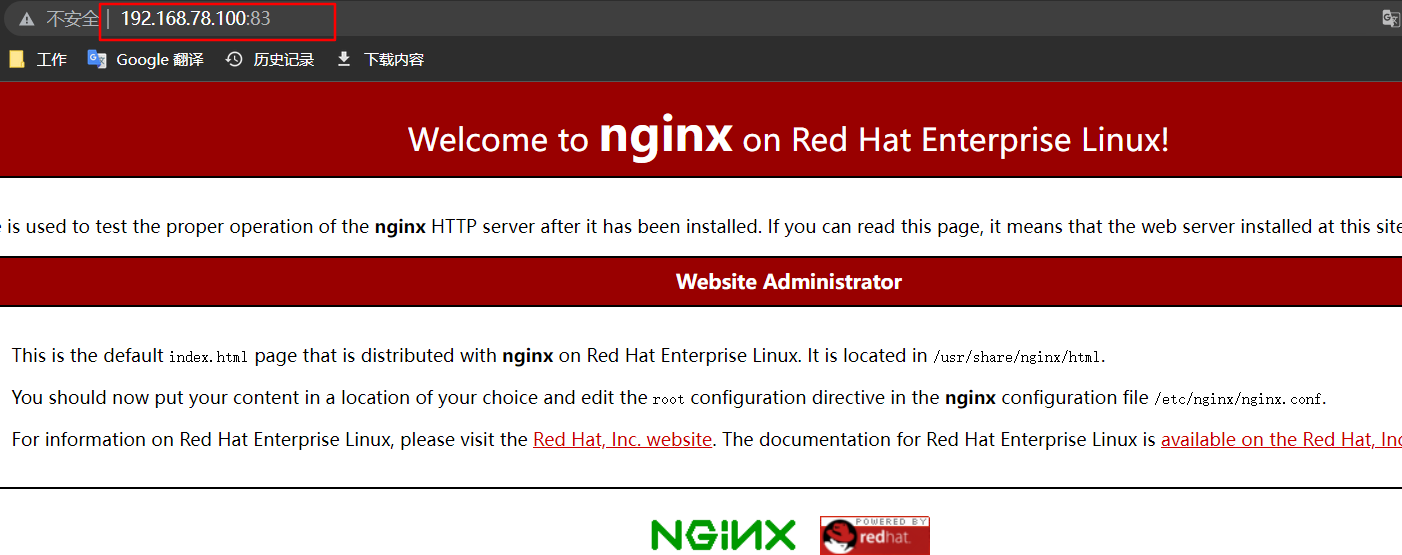 不安全 | 192.168.78.100:83
工作 Google 翻译 历史记录 下载内容
Welcome to nginx on Red Hat Enterprise Linux!
is used to test the proper operation of the nginx HTTP server after it has been installed. If you can read this page, it means that the web server installed at this site
Website Administrator
This is the default index.html page that is distributed with nginx on Red Hat Enterprise Linux. It is located in /usr/share/nginx/html.
You should now put your content in a location of your choice and edit the root configuration directive in the nginx configuration file /etc/nginx/nginx.conf.
For information on Red Hat Enterprise Linux, please visit the Red Hat, Inc. website. The documentation for Red Hat Enterprise Linux is available on the Red Hat, Inc
NGINX POWERED BY
redhat.